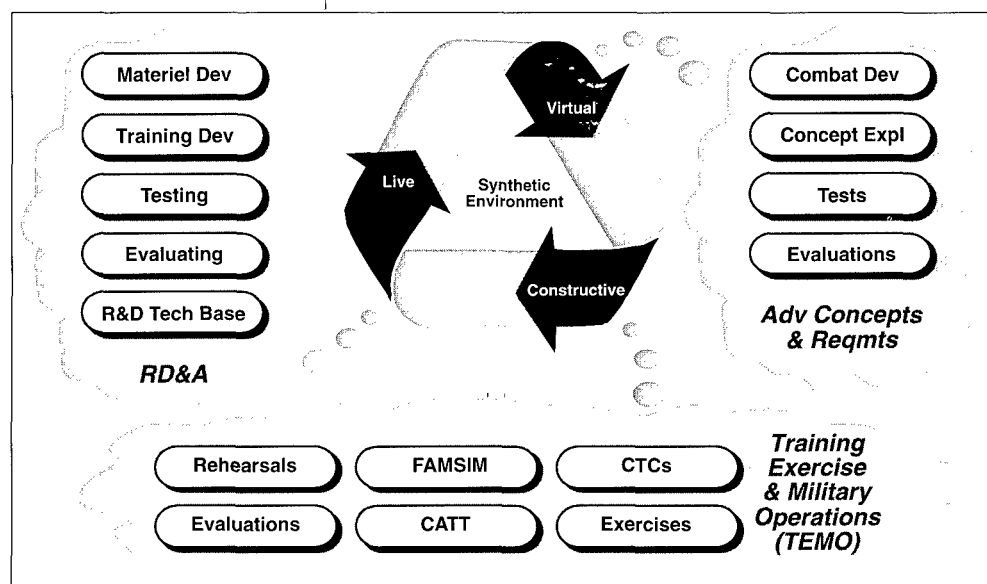 Materiel Dev
Training Dev
Testing
Evaluating
R&D Tech Base
RD&A
Virtual
Live
Synthetic
Environment
Constructive
Combat Dev
Concept Expl
Tests
Evaluations
Adv Concepts
& Reqmts
Rehearsals
FAMSIM
CTCs
Evaluations
CATT
Exercises
Training
Exercise
& Military
Operations
(TEMO)